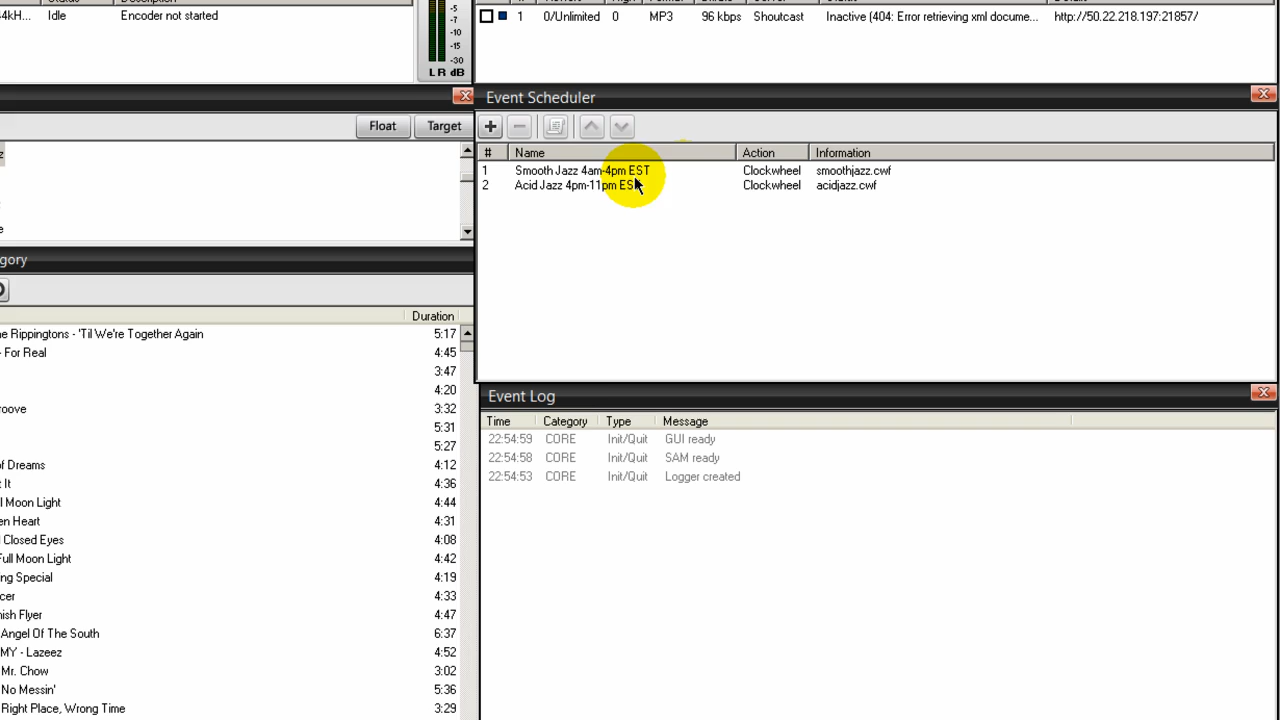 Idle Encoder not started
-5
-7
-10
-15
-30
L R dB
1 0/Unlimited 0 MP3 96 kbps Shoutcast Inactive (404: Error retrieving xml docume... http://50.22.218.197:21857/
Float Target
Event Scheduler
# Name Action Information
1 Smooth Jazz 4am-4pm EST Clockwheel smoothjazz.cwf
2 Acid Jazz 4pm-11pm EST Clockwheel acidjazz.cwf
gory
Duration
he Rippingtons - 'Til We're Together Again 5:17
- For Real 4:45
3:47
4:20
roove 3:32
5:31
5:27
of Dreams 4:12
It 4:36
l Moon Light 4:44
en Heart 4:31
Closed Eyes 4:08
Full Moon Light 4:42
ng Special 4:19
cer 4:33
nish Flyer 4:47
Angel Of The South 6:37
MY - Lazeez 4:52
Mr. Chow 3:02
No Messin' 5:36
Right Place, Wrong Time 3:29
Event Log
Time Category Type Message
22:54:59 CORE Init/Quit GUI ready
22:54:58 CORE Init/Quit SAM ready
22:54:53 CORE Init/Quit Logger created